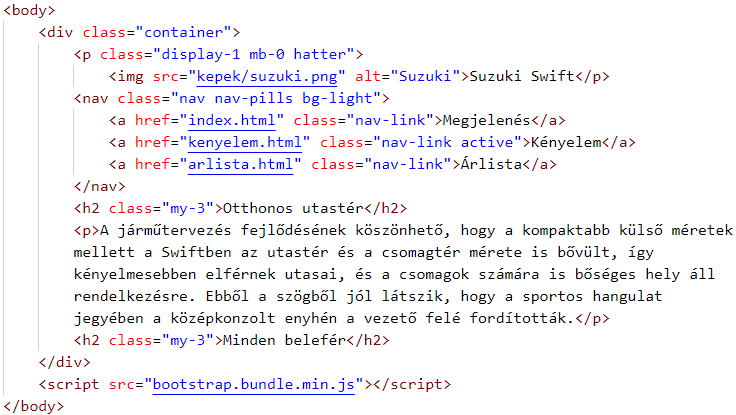 <body>
    <div class="container">
        <p class="display-1 mb-0 hatter">
            <img src="kepek/suzuki.png" alt="Suzuki">Suzuki Swift</p>
        <nav class="nav nav-pills bg-light">
            <a href="index.html" class="nav-link">Megjelenés</a>
            <a href="kenyelem.html" class="nav-link active">Kényelem</a>
            <a href="arlista.html" class="nav-link">Árlista</a>
        </nav>
        <h2 class="my-3">Otthonos utastér</h2>
        <p>A járműtervezés fejlődésének köszönhető, hogy a kompaktabb külső méretek
        mellett a Swiftben az utastér és a csomagtér mérete is bővült, így
        kényelmesebben elférnek utasai, és a csomagok számára is bőséges hely áll
        rendelkezésre. Ebből a szögből jól látszik, hogy a sportos hangulat
        jegyében a középkonzolt enyhén a vezető felé fordították.</p>
        <h2 class="my-3">Minden belefér</h2>
    </div>
    <script src="bootstrap.bundle.min.js"></script>
</body>